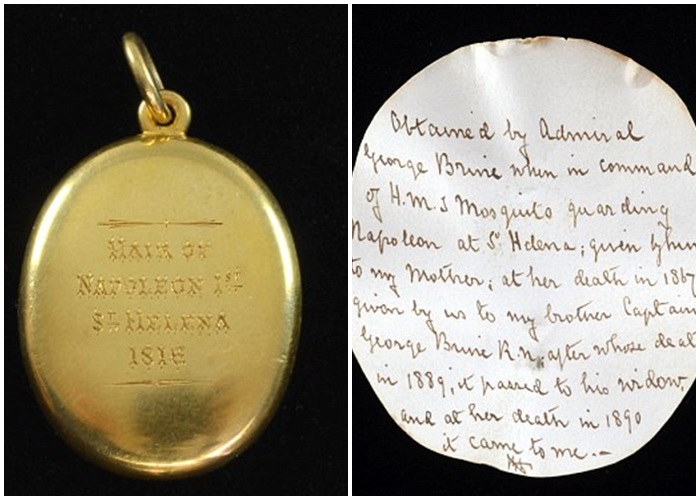 HAIR OF
NAPOLEON 1st
ST HELENA
1816
Obtained by Admiral
George Brine when in command
of H.M.S Mosquito guarding
Napoleon at St Helena; given by him
to my Mother; at her death in 1867
given by us to my brother Captain
George Brine R.N, after whose death
in 1889, it passed to his widow,
and at her death in 1890
it came to me.-